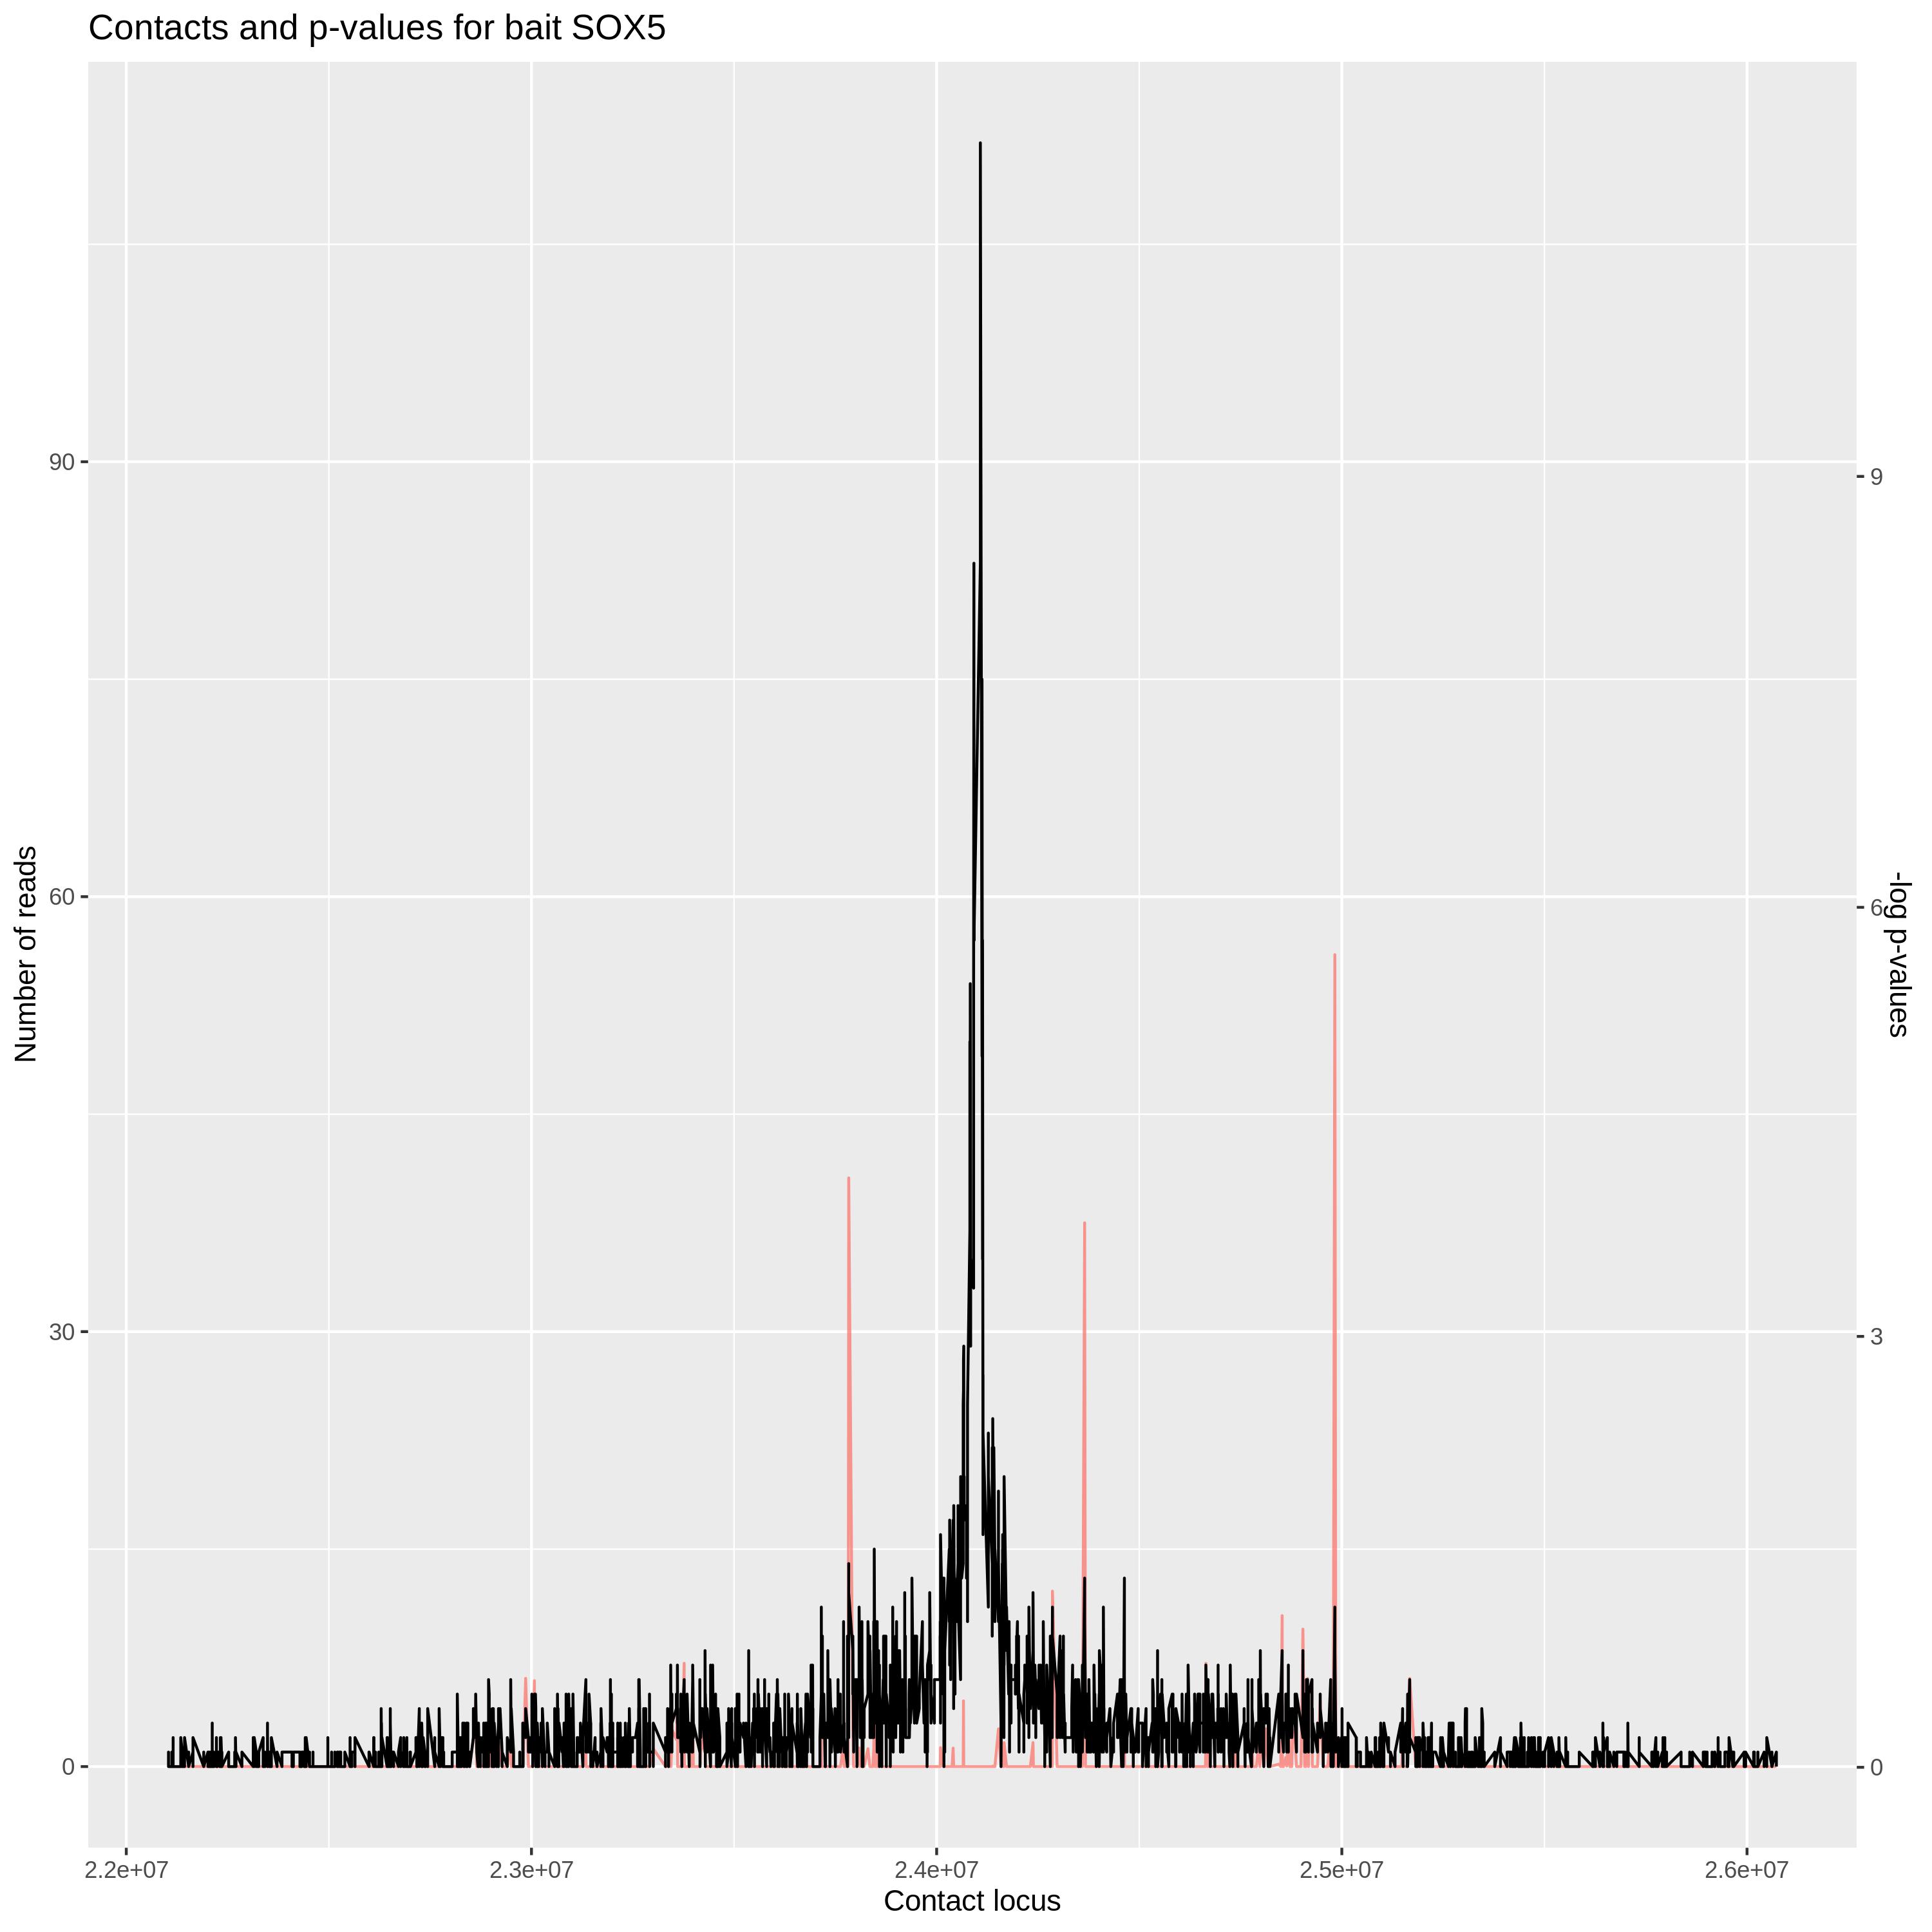 Contacts and p-values for bait SOX5
Number of reads
90
60
30
0
9
6
3
0
-log p-values
2.2e+07 2.3e+07 2.4e+07 2.5e+07 2.6e+07
Contact locus